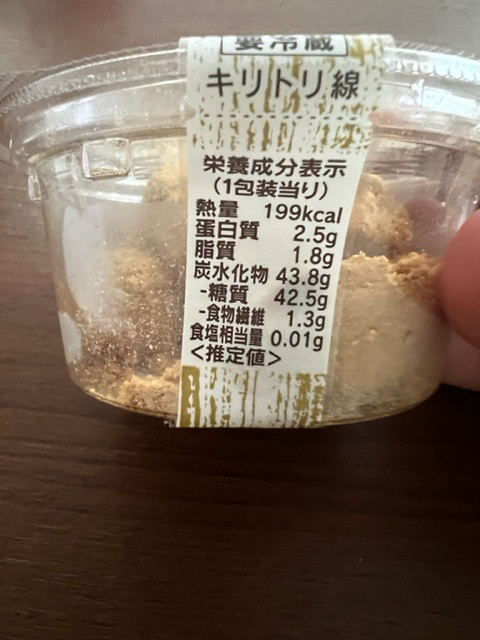 要冷蔵
キリトリ線
栄養成分表示
(1包装当り)
熱量 199kcal
蛋白質 2.5g
脂質 1.8g
炭水化物 43.8g
-糖質 42.5g
-食物繊維 1.3g
食塩相当量 0.01g
<推定値>